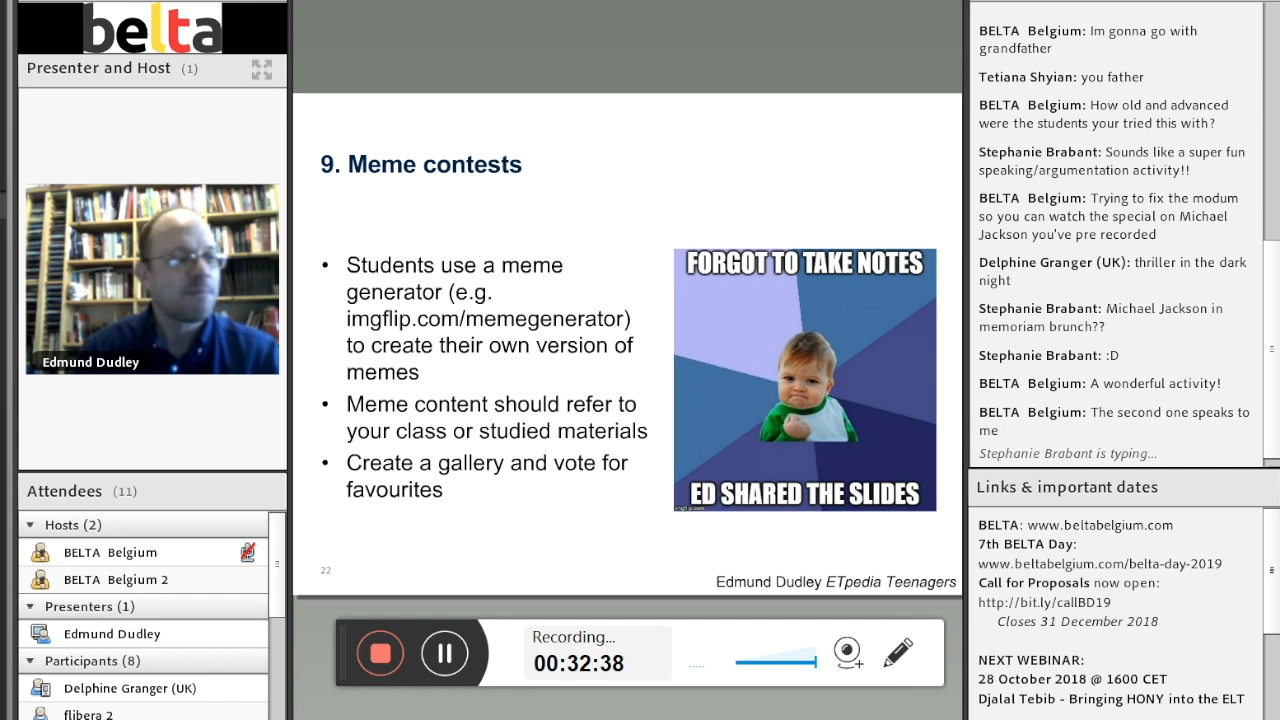 belta
Presenter and Host (1)
Edmund Dudley
Attendees (11)
Hosts (2)
BELTA Belgium
BELTA Belgium 2
Presenters (1)
Edmund Dudley
Participants (8)
Delphine Granger (UK)
flibera 2
9. Meme contests
• Students use a meme
generator (e.g.
imgflip.com/memegenerator)
to create their own version of
memes
• Meme content should refer to
your class or studied materials
• Create a gallery and vote for
favourites
FORGOT TO TAKE NOTES
ED SHARED THE SLIDES
imgflip.com
22
Edmund Dudley ETpedia Teenagers
Recording...
00:32:38
BELTA Belgium: Im gonna go with
grandfather
Tetiana Shyian: you father
BELTA Belgium: How old and advanced
were the students your tried this with?
Stephanie Brabant: Sounds like a super fun
speaking/argumentation activity!!
BELTA Belgium: Trying to fix the modum
so you can watch the special on Michael
Jackson you've pre recorded
Delphine Granger (UK): thriller in the dark
night
Stephanie Brabant: Michael Jackson in
memoriam brunch??
Stephanie Brabant: :D
BELTA Belgium: A wonderful activity!
BELTA Belgium: The second one speaks to
me
Stephanie Brabant is typing...
Links & important dates
BELTA: www.beltabelgium.com
7th BELTA Day:
www.beltabelgium.com/belta-day-2019
Call for Proposals now open:
http://bit.ly/callBD19
Closes 31 December 2018
NEXT WEBINAR:
28 October 2018 @ 1600 CET
Djalal Tebib - Bringing HONY into the ELT